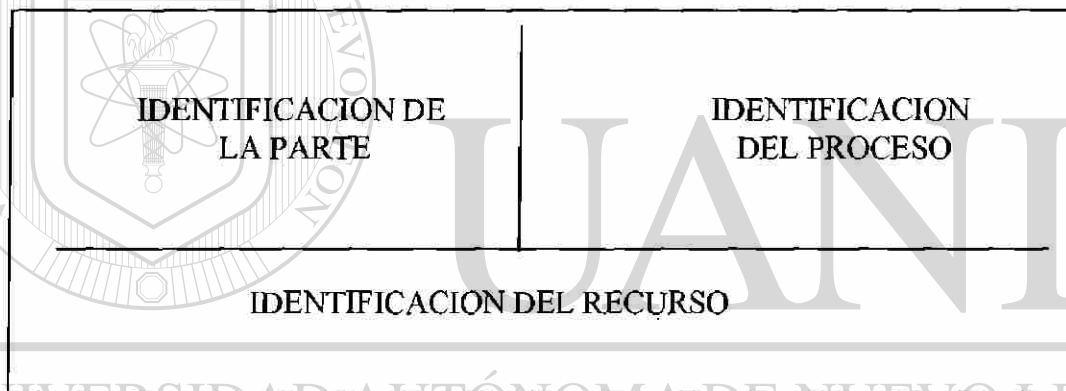 IDENTIFICACION DE
LA PARTE
IDENTIFICACION
DEL PROCESO
IDENTIFICACION DEL RECURSO
UANL
UNIVERSIDAD AUTÓNOMA DE NUEVO